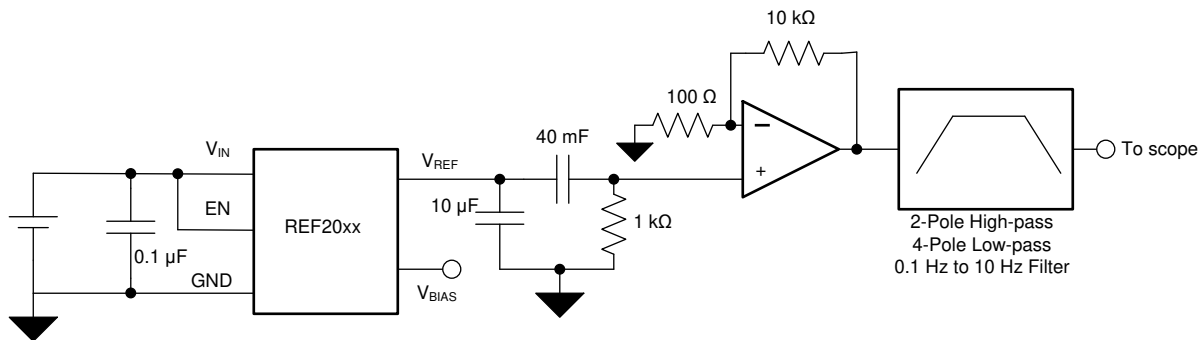 10 kΩ
100 Ω
−
+
40 mF
V_IN
V_REF
To scope
EN
REF20xx
10 µF
1 kΩ
0.1 µF
2-Pole High-pass
4-Pole Low-pass
0.1 Hz to 10 Hz Filter
GND
V_BIAS